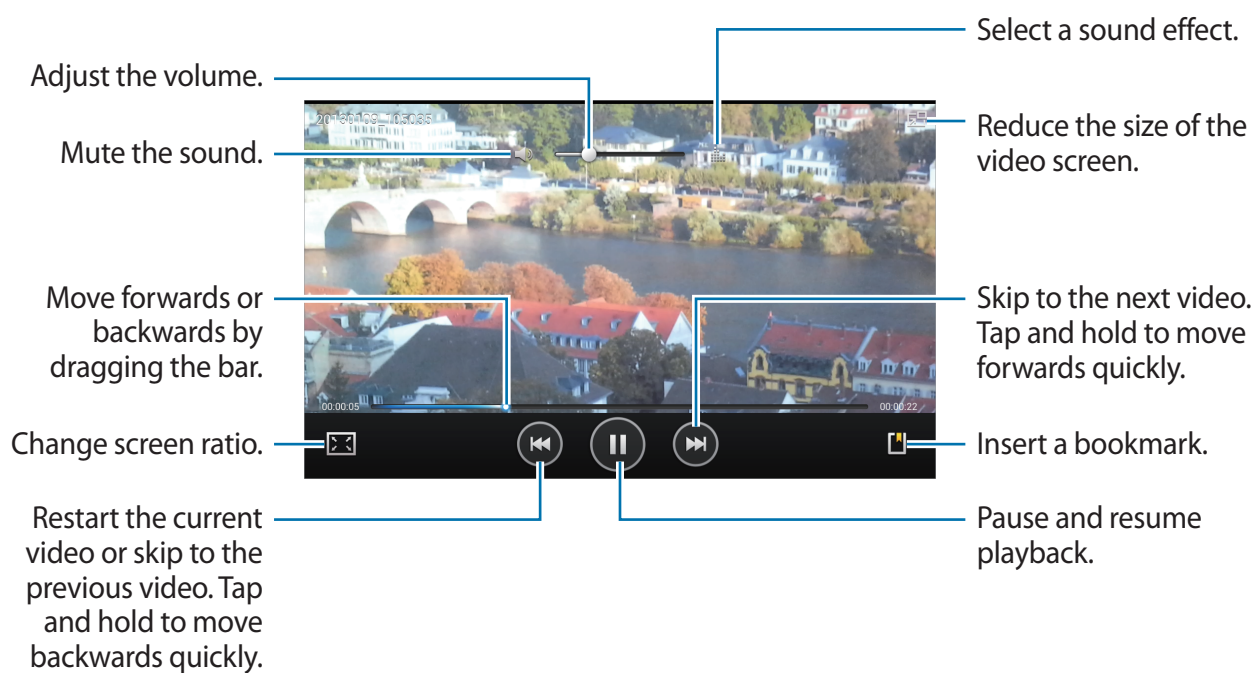 Select a sound effect.
Adjust the volume.
20130109_105035
Reduce the size of the
video screen.
Mute the sound.
Move forwards or
backwards by
dragging the bar.
Skip to the next video.
Tap and hold to move
forwards quickly.
00:00:05
00:00:22
Change screen ratio.
Insert a bookmark.
Restart the current
video or skip to the
previous video. Tap
and hold to move
backwards quickly.
Pause and resume
playback.